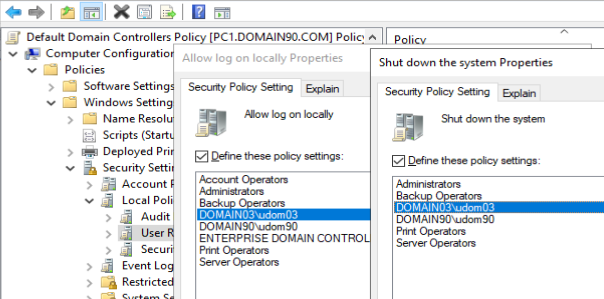 Default Domain Controllers Policy [PC1.DOMAIN90.COM] Policy
Computer Configuration
Policies
Software Settings
Windows Setting
Name Resolu
Scripts (Startu
Deployed Prin
Security Settin
Account P
Local Poli
Audit
User R
Securi
Event Log
Restricted
System Se
Policy
Allow log on locally Properties
Security Policy Setting
Explain
Allow log on locally
Define these policy settings:
Account Operators
Administrators
Backup Operators
DOMAIN03\udom03
DOMAIN90\udom90
ENTERPRISE DOMAIN CONTROL
Print Operators
Server Operators
Shut down the system Properties
Security Policy Setting
Explain
Shut down the system
Define these policy settings:
Administrators
Backup Operators
DOMAIN03\udom03
DOMAIN90\udom90
Print Operators
Server Operators